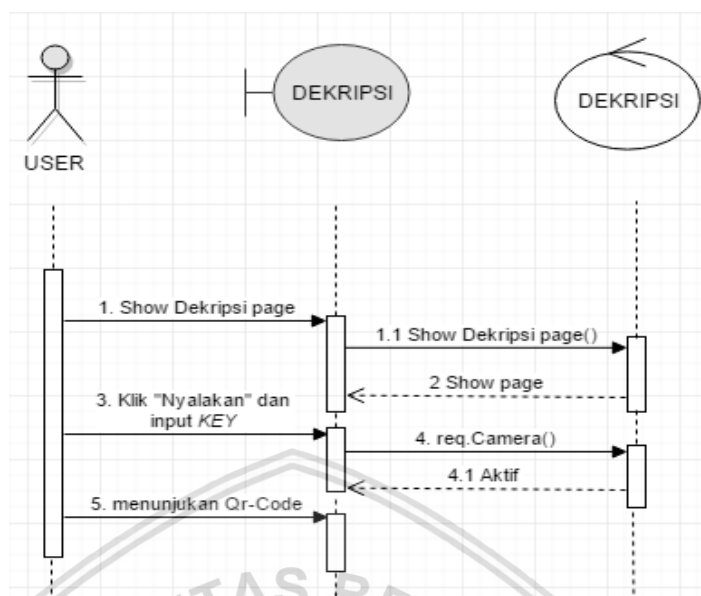 DEKRIPSI
DEKRIPSI
USER
1. Show Dekripsi page
1.1 Show Dekripsi page()
2 Show page
3. Klik "Nyalakan" dan
input KEY
4. req.Camera()
4.1 Aktif
5. menunjukan Qr-Code